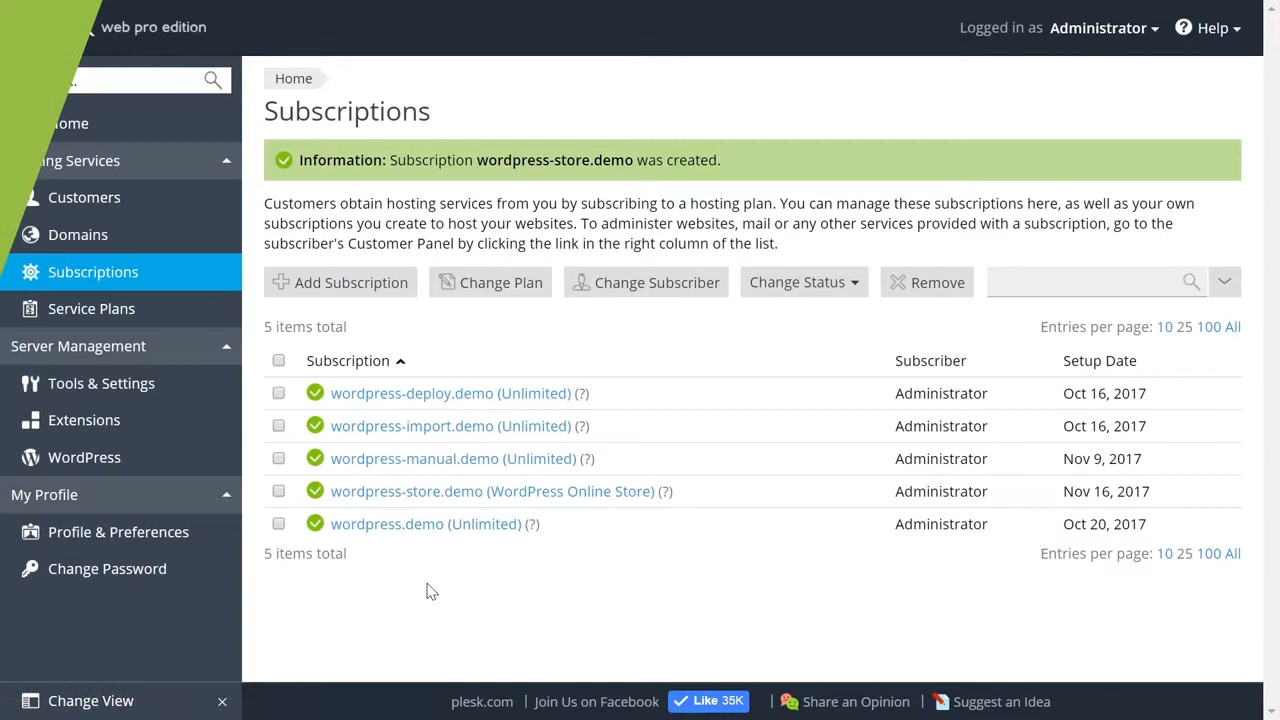 web pro edition
Logged in as Administrator
Help
Home
Subscriptions
Information: Subscription wordpress-store.demo was created.
Customers obtain hosting services from you by subscribing to a hosting plan. You can manage these subscriptions here, as well as your own
subscriptions you create to host your websites. To administer websites, mail or any other services provided with a subscription, go to the
subscriber's Customer Panel by clicking the link in the right column of the list.
Add Subscription
Change Plan
Change Subscriber
Change Status
Remove
5 items total
Entries per page: 10 25 100 All
Subscription Subscriber Setup Date
wordpress-deploy.demo (Unlimited) (?) Administrator Oct 16, 2017
wordpress-import.demo (Unlimited) (?) Administrator Oct 16, 2017
wordpress-manual.demo (Unlimited) (?) Administrator Nov 9, 2017
wordpress-store.demo (WordPress Online Store) (?) Administrator Nov 16, 2017
wordpress.demo (Unlimited) (?) Administrator Oct 20, 2017
5 items total
Entries per page: 10 25 100 All
ome
ng Services
Customers
Domains
Subscriptions
Service Plans
Server Management
Tools & Settings
Extensions
WordPress
My Profile
Profile & Preferences
Change Password
Change View
plesk.com
Join Us on Facebook
Like 35K
Share an Opinion
Suggest an Idea